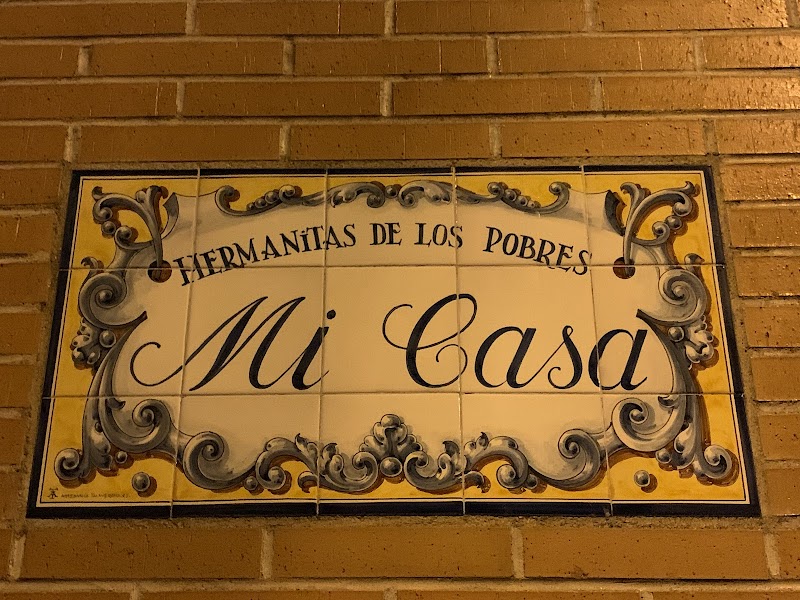 HERMANITAS DE LOS POBRES
Mi Casa